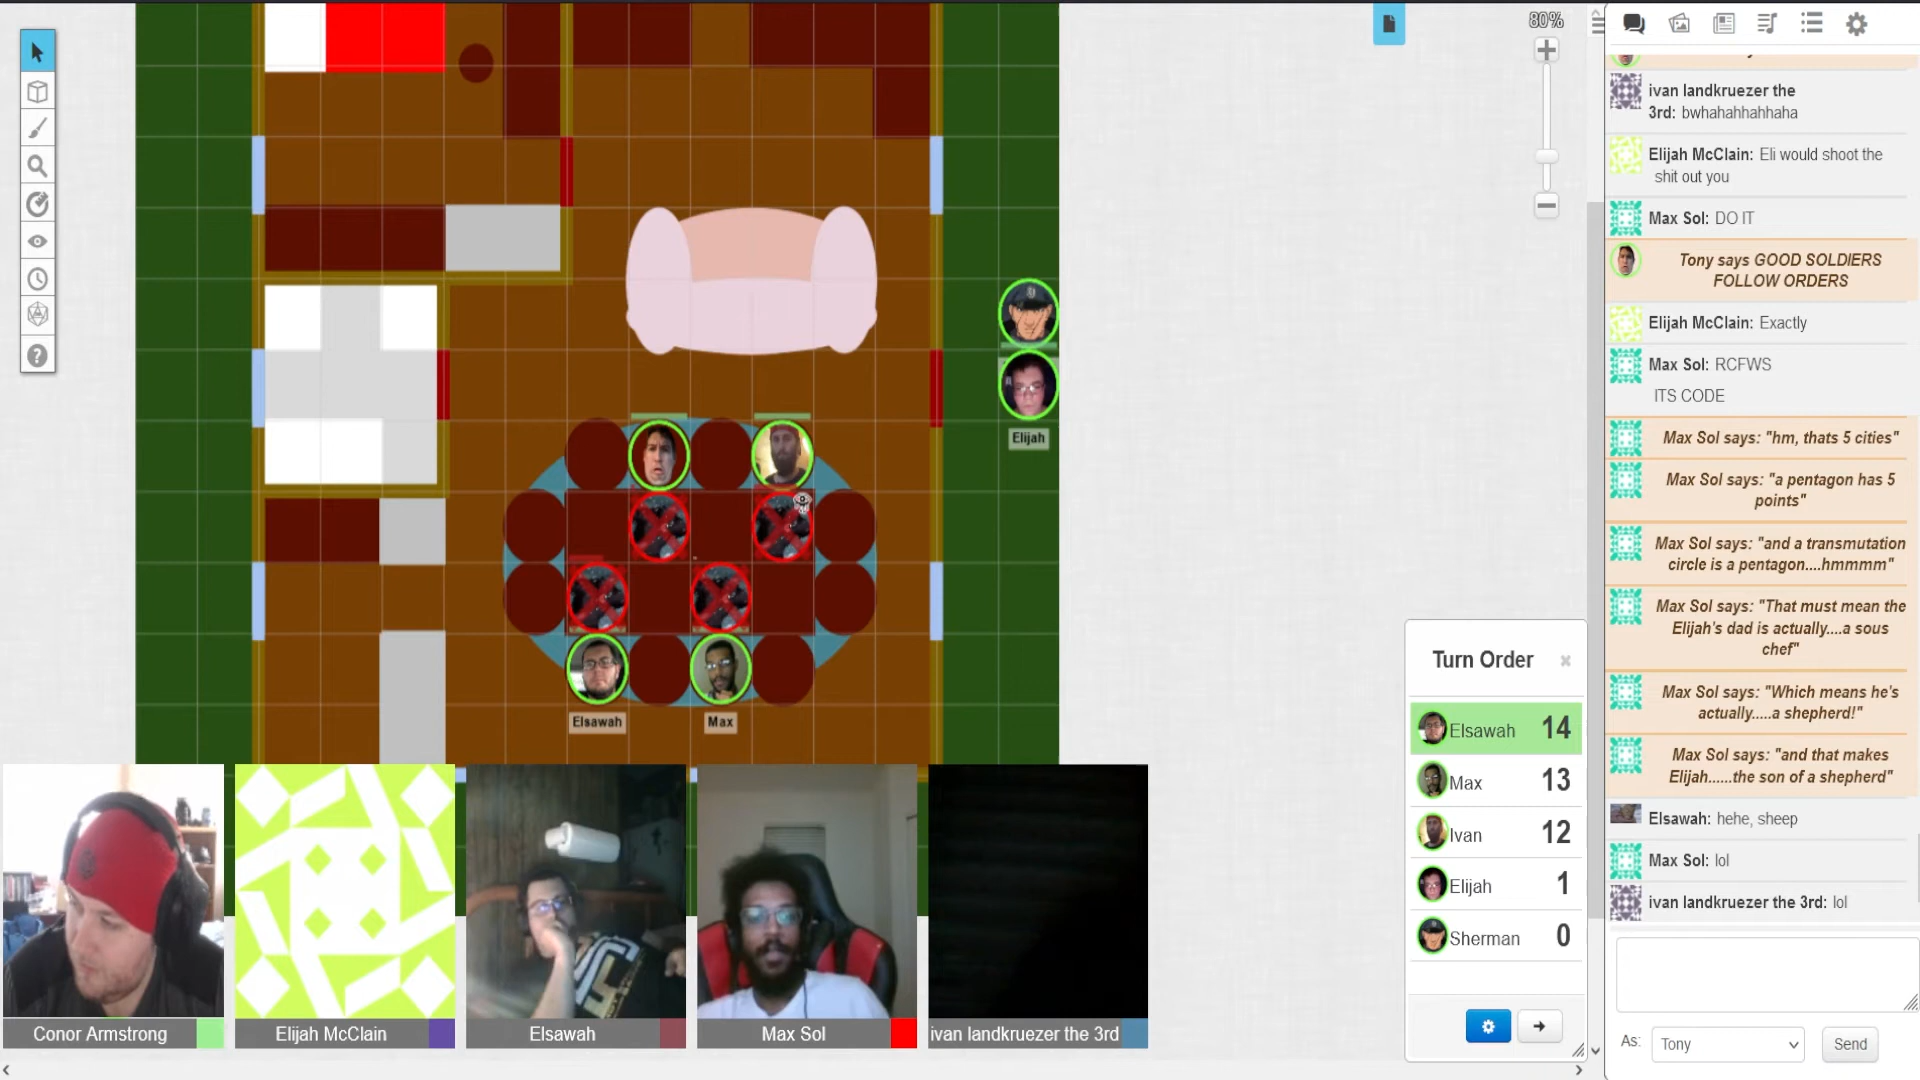 80%
ivan landkruezer the
3rd: bwhahahhahhaha
Elijah McClain: Eli would shoot the
shit out you
Max Sol: DO IT
Tony says GOOD SOLDIERS
FOLLOW ORDERS
Elijah McClain: Exactly
Max Sol: RCFWS
ITS CODE
Max Sol says: "hm, thats 5 cities"
Max Sol says: "a pentagon has 5
points"
Max Sol says: "and a transmutation
circle is a pentagon....hmmmm"
Max Sol says: "That must mean the
Elijah's dad is actually....a sous
chef"
Max Sol says: "Which means he's
actually.....a shepherd!"
Max Sol says: "and that makes
Elijah......the son of a shepherd"
Elsawah: hehe, sheep
Max Sol: lol
ivan landkruezer the 3rd: lol
As:
Tony
Send
Elijah
Elsawah
Max
Turn Order
×
Elsawah 14
Max 13
Ivan 12
Elijah 1
Sherman 0
Conor Armstrong
Elijah McClain
Elsawah
Max Sol
ivan landkruezer the 3rd